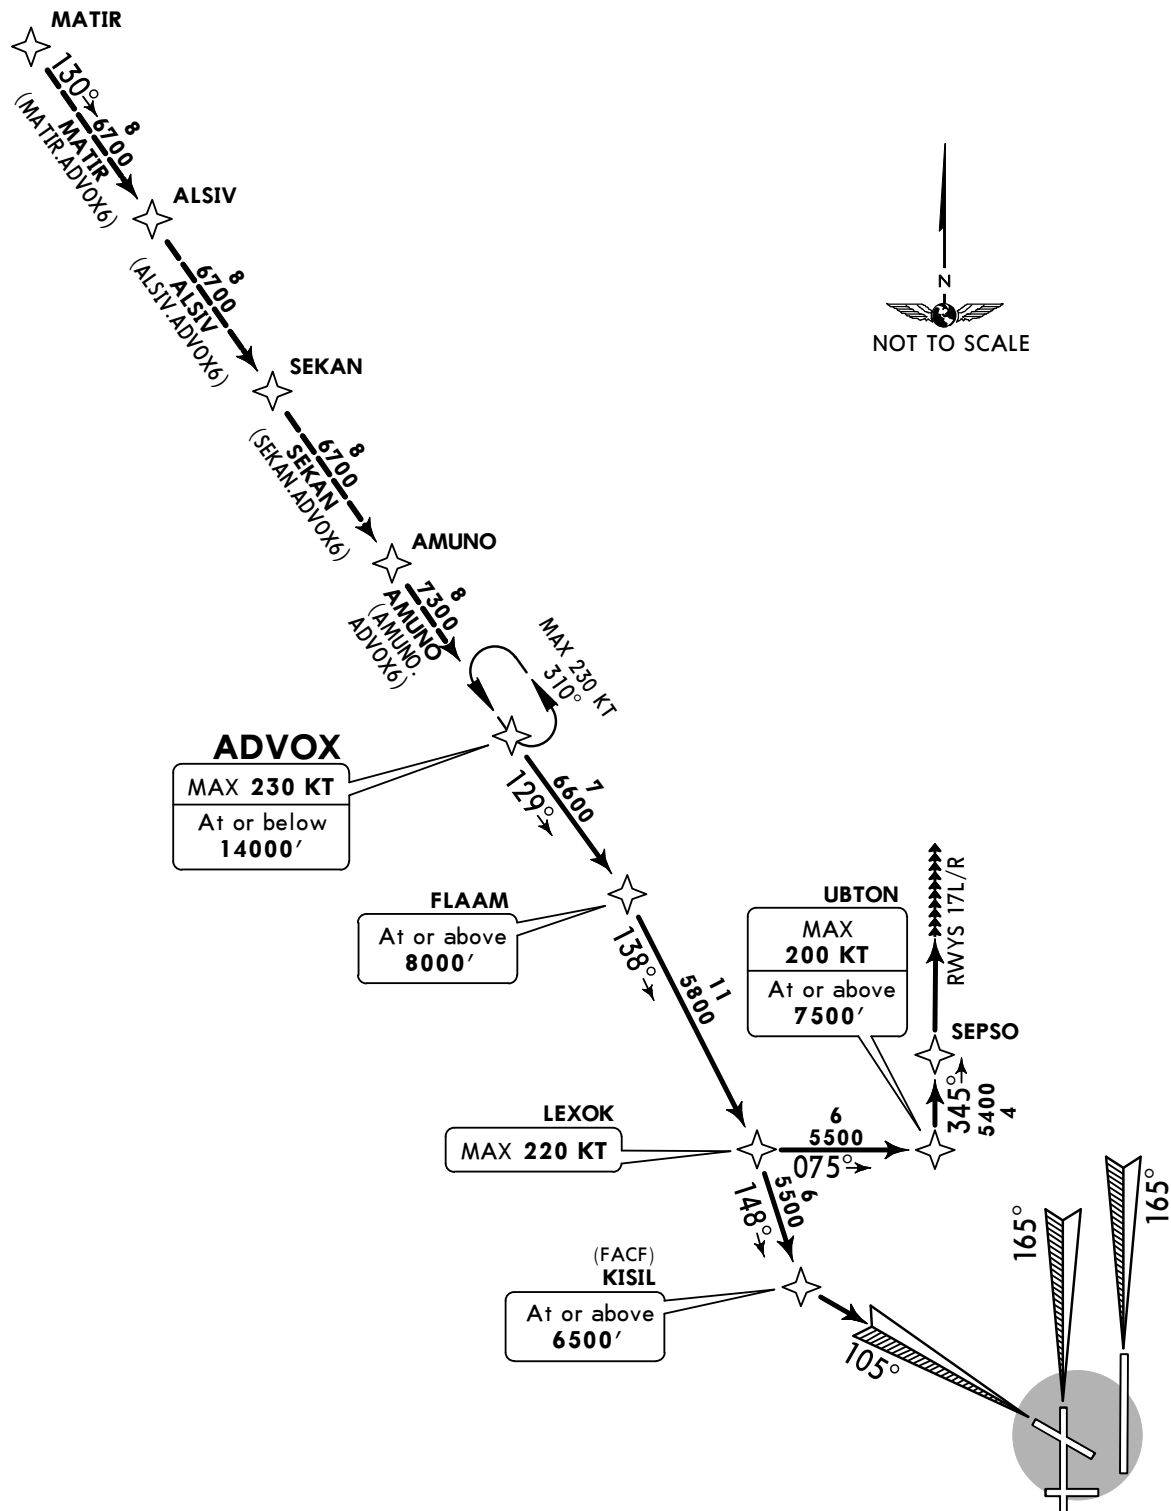 MATIR
130°
8
6700
MATIR
(MATIR.ADVOX6)
ALSIV
8
6700
ALSIV
(ALSIV.ADVOX6)
N
NOT TO SCALE
SEKAN
8
6700
SEKAN
(SEKAN.ADVOX6)
AMUNO
8
7300
AMUNO
(AMUNO.
ADVOX6)
MAX 230 KT
310°
ADVOX
MAX 230 KT
At or below
14000'
7
6600
129°
FLAAM
At or above
8000'
138°
11
5800
UBTON
MAX
200 KT
At or above
7500'
RWYS 17L/R
SEPSO
345°
5400
4
LEXOK
MAX 220 KT
6
5500
075°
6
5500
148°
(FACF)
KISIL
At or above
6500'
105°
165°
165°